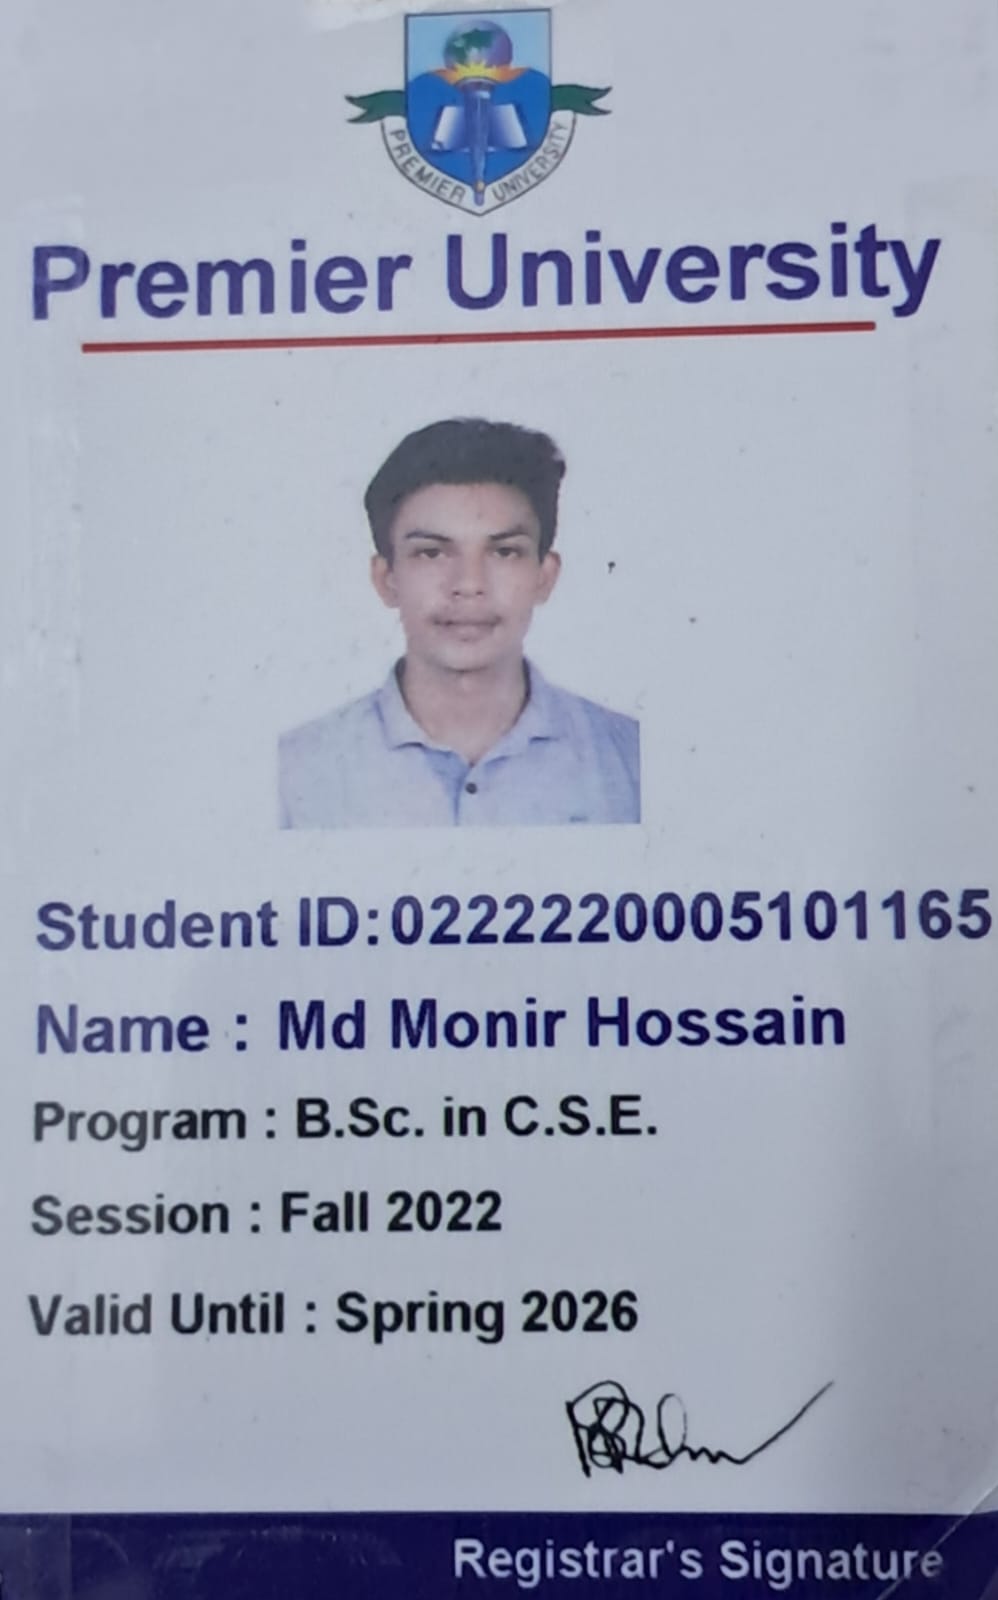 PREMIER UNIVERSITY
Premier University
Student ID:0222220005101165
Name : Md Monir Hossain
Program : B.Sc. in C.S.E.
Session : Fall 2022
Valid Until : Spring 2026
Registrar's Signature